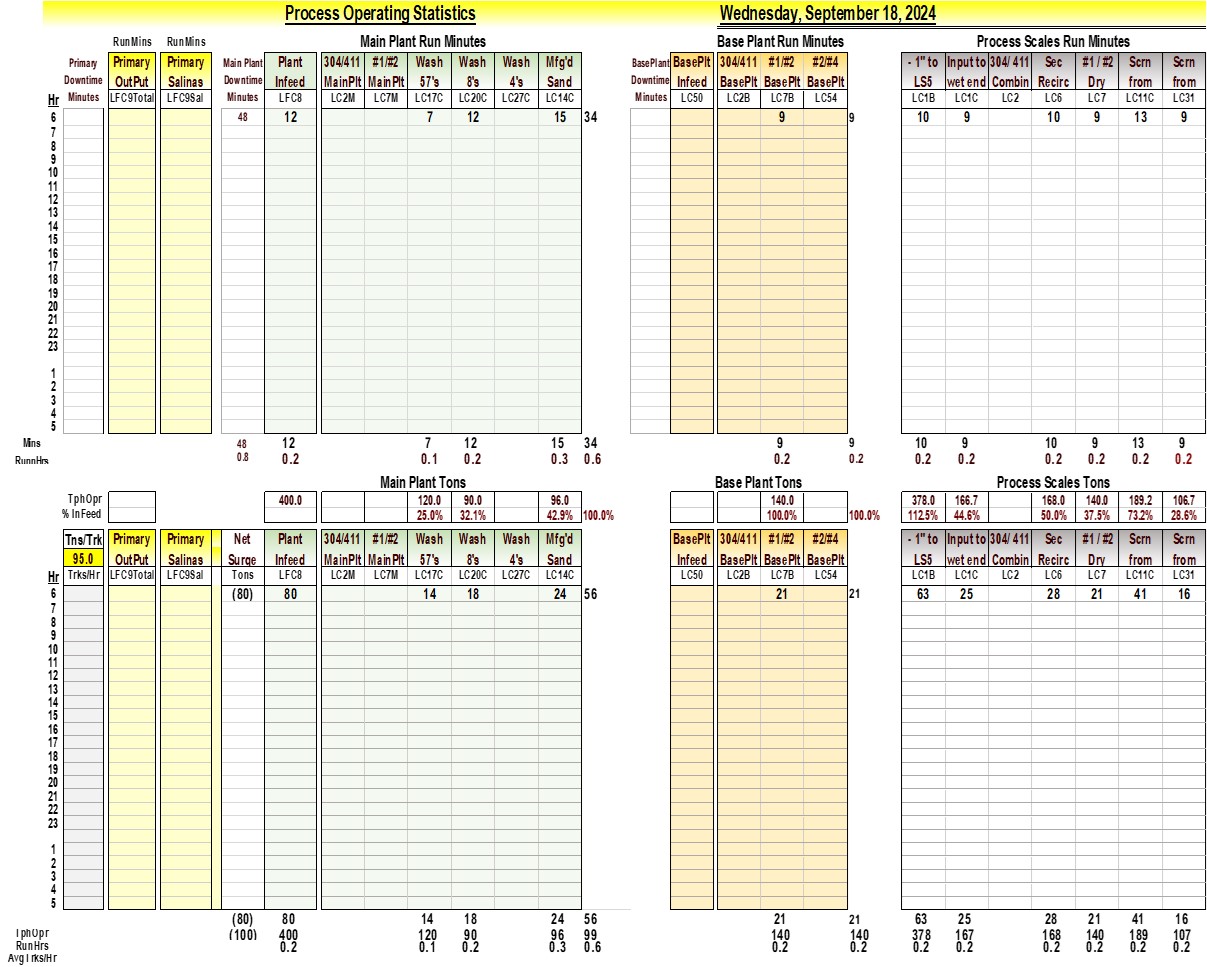 Process Operating Statistics Wednesday, September 18, 2024
RunMins RunMins Main Plant Run Minutes Base Plant Run Minutes Process Scales Run Minutes
Primary Primary Primary Main Plant Plant 304/411 #1/#2 Wash Wash Wash Mfg'd BasePlant BasePlt 304/411 #1/#2 #2/#4 - 1" to Input to 304/ 411 Sec #1 / #2 Scrn Scrn
Downtime OutPut Salinas Downtime Infeed MainPlt MainPlt 57's 8's 4's Sand Downtime Infeed BasePlt BasePlt BasePlt LS5 wet end Combin Recirc Dry from from
Hr Minutes LFC9Total LFC9Sal Minutes LFC8 LC2M LC7M LC17C LC20C LC27C LC14C Minutes LC50 LC2B LC7B LC54 LC1B LC1C LC2 LC6 LC7 LC11C LC31
6 48 12 7 12 15 34 9 9 10 9 10 9 13 9
7
8
9
10
11
12
13
14
15
16
17
18
19
20
21
22
23
1
2
3
4
5
Mins 48 12 7 12 15 34 9 9 10 9 10 9 13 9
RunnHrs 0.8 0.2 0.1 0.2 0.3 0.6 0.2 0.2 0.2 0.2 0.2 0.2 0.2 0.2
Main Plant Tons Base Plant Tons Process Scales Tons
TphOpr 400.0 120.0 90.0 96.0 140.0 378.0 166.7 168.0 140.0 189.2 106.7
% InFeed 25.0% 32.1% 42.9% 100.0% 100.0% 100.0% 112.5% 44.6% 50.0% 37.5% 73.2% 28.6%
Tns/Trk Primary Primary Net Plant 304/411 #1/#2 Wash Wash Wash Mfg'd BasePlt 304/411 #1/#2 #2/#4 - 1" to Input to 304/ 411 Sec #1 / #2 Scrn Scrn
95.0 OutPut Salinas Surge Infeed MainPlt MainPlt 57's 8's 4's Sand Infeed BasePlt BasePlt BasePlt LS5 wet end Combin Recirc Dry from from
Hr Trks/Hr LFC9Total LFC9Sal Tons LFC8 LC2M LC7M LC17C LC20C LC27C LC14C LC50 LC2B LC7B LC54 LC1B LC1C LC2 LC6 LC7 LC11C LC31
6 (80) 80 14 18 24 56 21 21 63 25 28 21 41 16
7
8
9
10
11
12
13
14
15
16
17
18
19
20
21
22
23
1
2
3
4
5
(80) 80 14 18 24 56 21 21 63 25 28 21 41 16
TphOpr (100) 400 120 90 96 99 140 140 378 167 168 140 189 107
RunHrs 0.2 0.1 0.2 0.3 0.6 0.2 0.2 0.2 0.2 0.2 0.2 0.2 0.2
AvgTrks/Hr